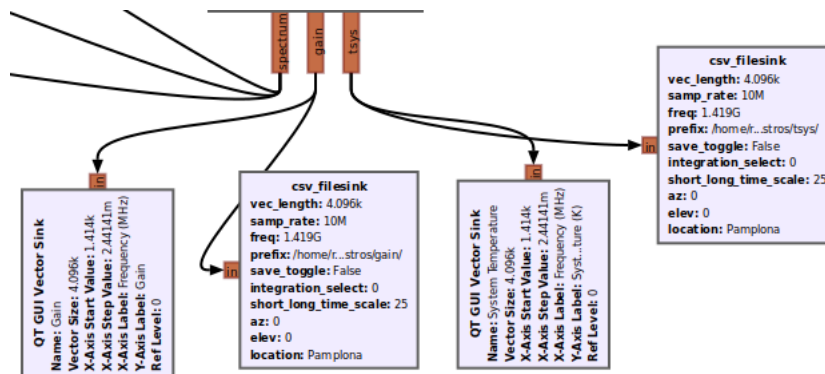 spectrum
gain
tsys
in
QT GUI Vector Sink
Name: Gain
Vector Size: 4.096k
X-Axis Start Value: 1.414k
X-Axis Step Value: 2.44141m
X-Axis Label: Frequency (MHz)
Y-Axis Label: Gain
Ref Level: 0
in
csv_filesink
vec_length: 4.096k
samp_rate: 10M
freq: 1.419G
prefix: /home/r...stros/gain/
save_toggle: False
integration_select: 0
short_long_time_scale: 25
az: 0
elev: 0
location: Pamplona
in
QT GUI Vector Sink
Name: System Temperature
Vector Size: 4.096k
X-Axis Start Value: 1.414k
X-Axis Step Value: 2.44141m
X-Axis Label: Frequency (MHz)
Y-Axis Label: Syst...ture (K)
Ref Level: 0
in
csv_filesink
vec_length: 4.096k
samp_rate: 10M
freq: 1.419G
prefix: /home/r...stros/tsys/
save_toggle: False
integration_select: 0
short_long_time_scale: 25
az: 0
elev: 0
location: Pamplona